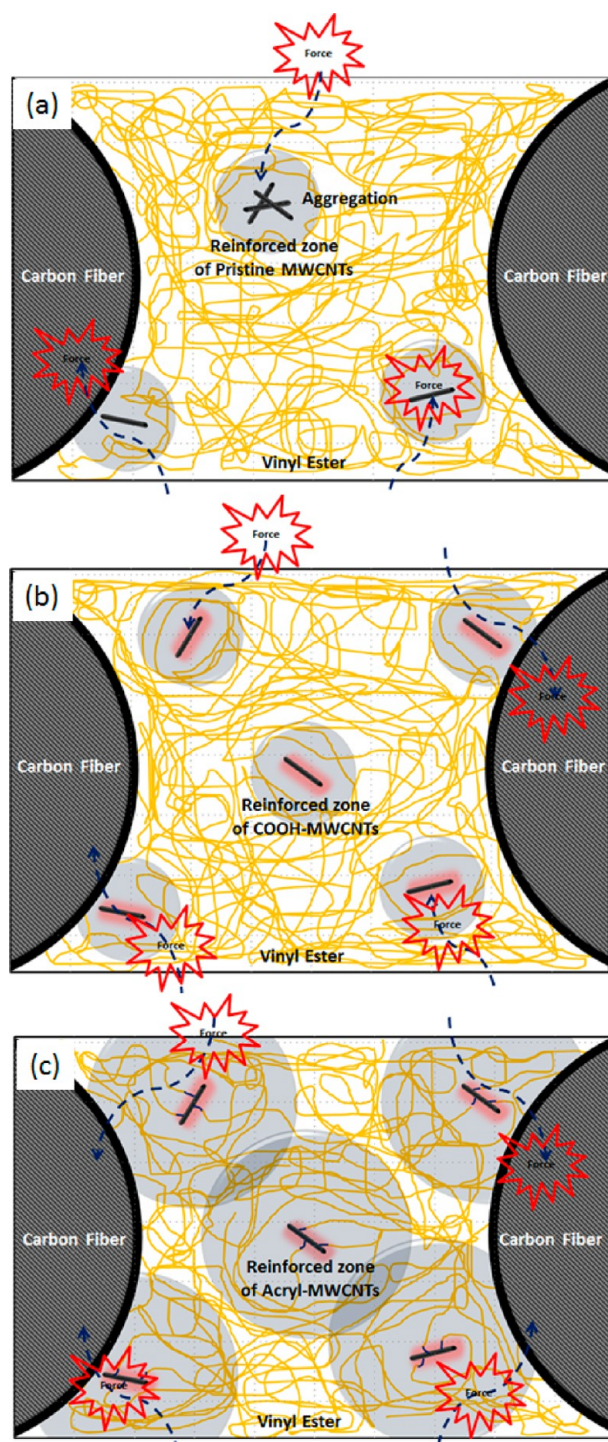 Force
(a)
Aggregation
Reinforced zone
of Pristine MWCNTs
Carbon Fiber
Carbon Fiber
Force
Force
Vinyl Ester
Force
(b)
Force
Carbon Fiber
Carbon Fiber
Reinforced zone
of COOH-MWCNTs
Force
Force
Vinyl Ester
Force
(c)
Force
Carbon Fiber
Carbon Fiber
Reinforced zone
of Acryl-MWCNTs
Force
Force
Vinyl Ester